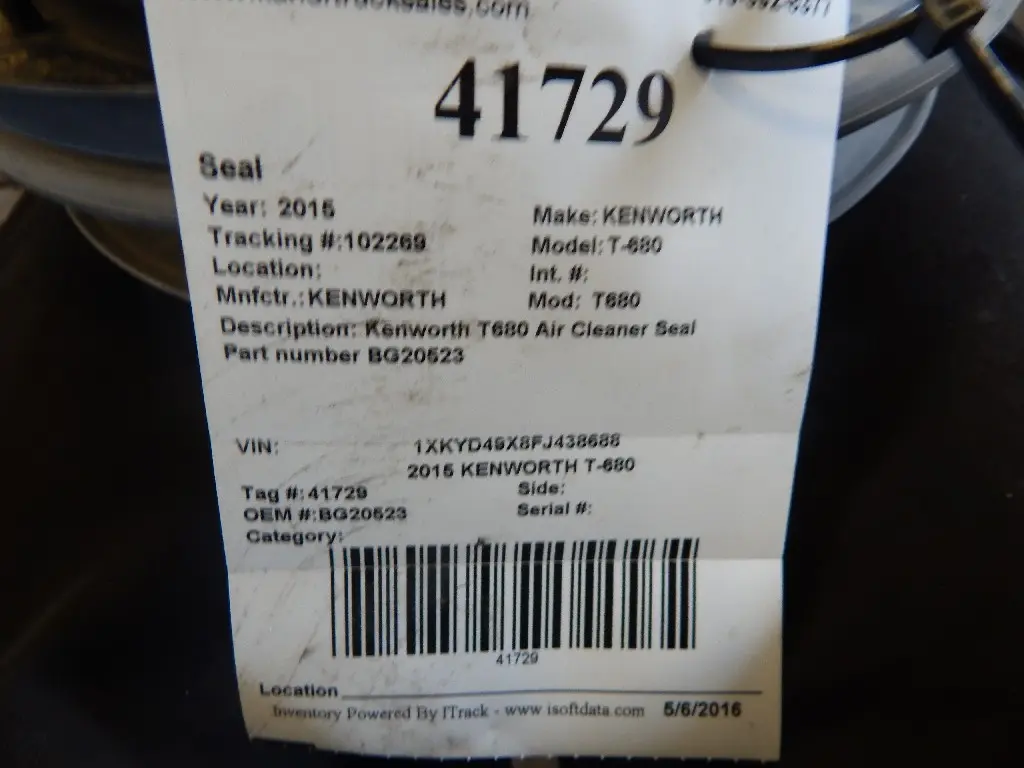 41729
Seal
Year: 2015
Make: KENWORTH
Tracking #:102269
Model: T-680
Location:
Int. #:
Mnfctr.: KENWORTH
Mod: T680
Description: Kenworth T680 Air Cleaner Seal
Part number BG20523
VIN: 1XKYD49X8FJ438688
2015 KENWORTH T-680
Tag #: 41729
Side:
OEM #:BG20523
Serial #:
Category:
41729
Location
Inventory Powered By ITrack - www isoftdata.com 5/6/2016